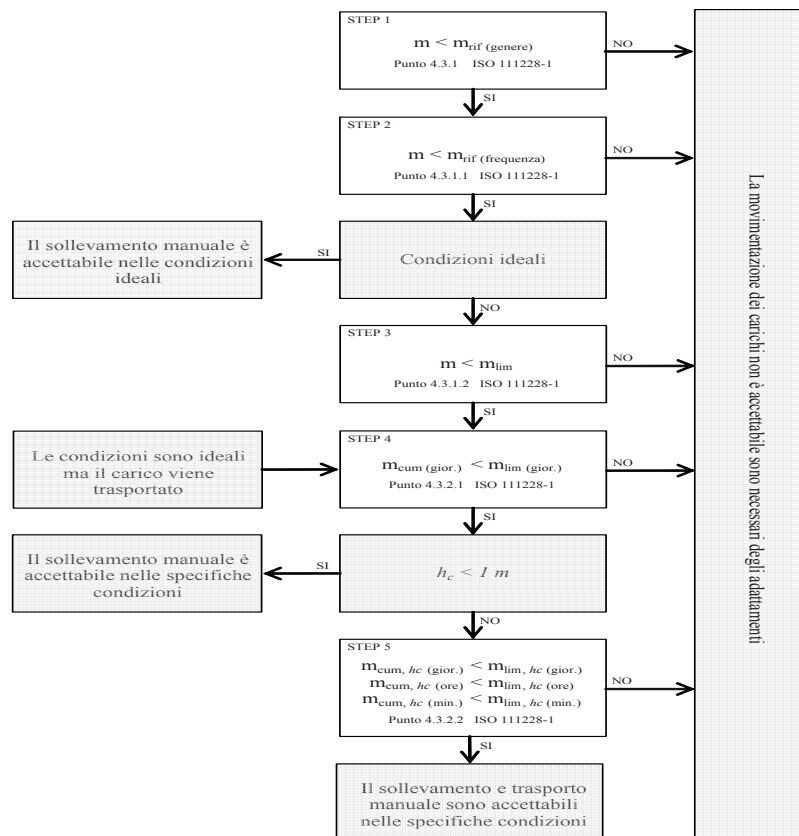 STEP 1
m < mrif (genere)
Punto 4.3.1 ISO 111228-1
NO
SI
STEP 2
m < mrif (frequenza)
Punto 4.3.1.1 ISO 111228-1
NO
SI
Il sollevamento manuale è
accettabile nelle condizioni
ideali
SI
Condizioni ideali
NO
STEP 3
m < mlim
Punto 4.3.1.2 ISO 111228-1
NO
SI
Le condizioni sono ideali
ma il carico viene
trasportato
STEP 4
mcum (gior.) < mlim (gior.)
Punto 4.3.2.1 ISO 111228-1
NO
SI
Il sollevamento manuale è
accettabile nelle specifiche
condizioni
SI
hc < 1 m
NO
STEP 5
mcum, hc (gior.) < mlim, hc (gior.)
mcum, hc (ore) < mlim, hc (ore)
mcum, hc (min.) < mlim, hc (min.)
Punto 4.3.2.2 ISO 111228-1
NO
SI
Il sollevamento e trasporto
manuale sono accettabili
nelle specifiche condizioni
La movimentazione dei carichi non è accettabile sono necessari degli adattamenti